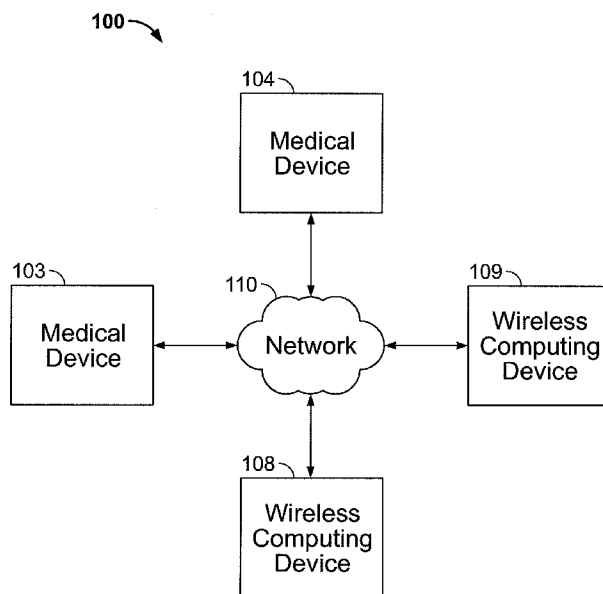 100
104
Medical
Device
103
Medical
Device
110
Network
109
Wireless
Computing
Device
108
Wireless
Computing
Device